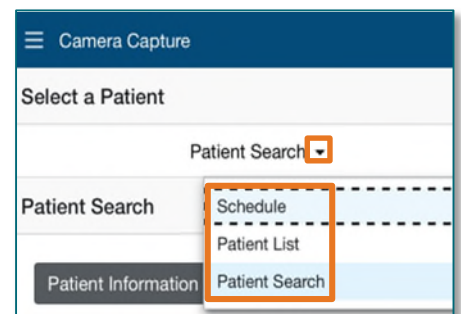 Camera Capture
Select a Patient
Patient Search
Patient Search
Schedule
Patient List
Patient Information
Patient Search